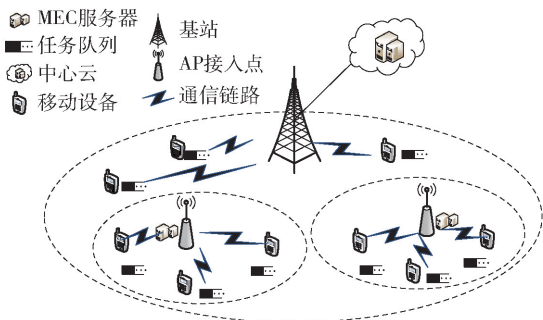 MEC服务器
任务队列
中心云
移动设备
基站
AP接入点
通信链路